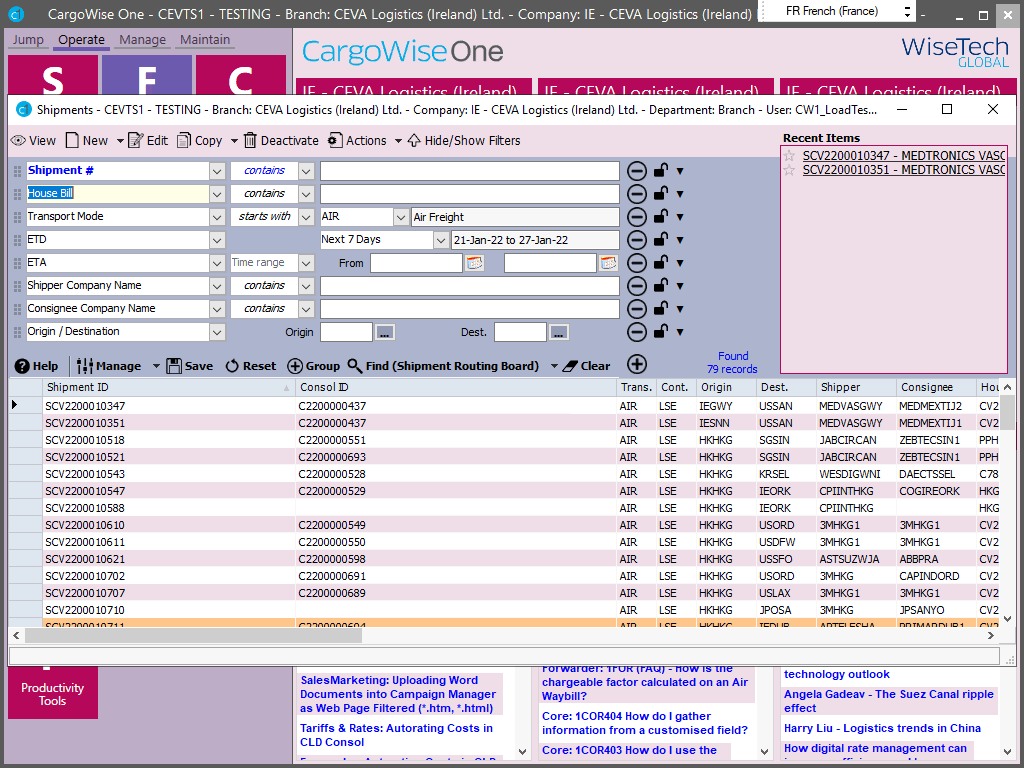 CargoWise One - CEVTS1 - TESTING - Branch: CEVA Logistics (Ireland) Ltd. - Company: IE - CEVA Logistics (Ireland) Ltd.
FR French (France)
Jump Operate Manage Maintain
CargoWise One
WiseTech
GLOBAL
S F C
IE - CEVA Logistics (Ireland) IE - CEVA Logistics (Ireland) IE - CEVA Logistics (Ireland)
Shipments - CEVTS1 - TESTING - Branch: CEVA Logistics (Ireland) Ltd. - Company: IE - CEVA Logistics (Ireland) Ltd. - Department: Branch - User: CW1_LoadTes...
View New Edit Copy Deactivate Actions Hide/Show Filters
Recent Items
SCV2200010347 - MEDTRONICS VASC
SCV2200010351 - MEDTRONICS VASC
Shipment # contains
House Bill contains
Transport Mode starts with AIR Air Freight
ETD Next 7 Days 21-Jan-22 to 27-Jan-22
ETA Time range From
Shipper Company Name contains
Consignee Company Name contains
Origin / Destination Origin ... Dest. ...
Help Manage Save Reset Group Find (Shipment Routing Board) Clear
Found
79 records
Shipment ID Consol ID Trans. Cont. Origin Dest. Shipper Consignee Hou
SCV2200010347 C2200000437 AIR LSE IEGWY USSAN MEDVASGWY MEDMEXTIJ2 CV2
SCV2200010351 C2200000437 AIR LSE IESNN USSAN MEDVASGWY MEDMEXTIJ1 CV2
SCV2200010518 C2200000551 AIR LSE HKHKG SGSIN JABCIRCAN ZEBTECSIN1 PPH
SCV2200010521 C2200000693 AIR LSE HKHKG SGSIN JABCIRCAN ZEBTECSIN1 PPH
SCV2200010543 C2200000528 AIR LSE HKHKG KRSEL WESDIGWNI DAECTSSEL C78
SCV2200010547 C2200000529 AIR LSE HKHKG IEORK CPIINTHKG COGIREORK HKG
SCV2200010588 AIR LSE HKHKG IEORK CPIINTHKG HKG
SCV2200010610 C2200000549 AIR LSE HKHKG USORD 3MHKG1 3MHKG1 CV2
SCV2200010611 C2200000550 AIR LSE HKHKG USDFW 3MHKG1 3MHKG1 CV2
SCV2200010621 C2200000598 AIR LSE HKHKG USSFO ASTSUZWJA ABBPRA CV2
SCV2200010702 C2200000691 AIR LSE HKHKG USORD 3MHKG CAPINDORD CV2
SCV2200010707 C2200000689 AIR LSE HKHKG USLAX 3MHKG1 3MHKG1 CV2
SCV2200010710 AIR LSE HKHKG JPOSA 3MHKG JPSANYO CV2
SCV2200010711 C2200000694 AIR LSE HKHKG IEDUB CV2
Productivity
Tools
SalesMarketing: Uploading Word
Documents into Campaign Manager
as Web Page Filtered (*.htm, *.html)
Tariffs & Rates: Autorating Costs in
CLD Consol
Forwarder: 1FOR (FAQ) - How is the
chargeable factor calculated on an Air
Waybill?
Core: 1COR404 How do I gather
information from a customised field?
Core: 1COR403 How do I use the
technology outlook
Angela Gadeav - The Suez Canal ripple
effect
Harry Liu - Logistics trends in China
How digital rate management can